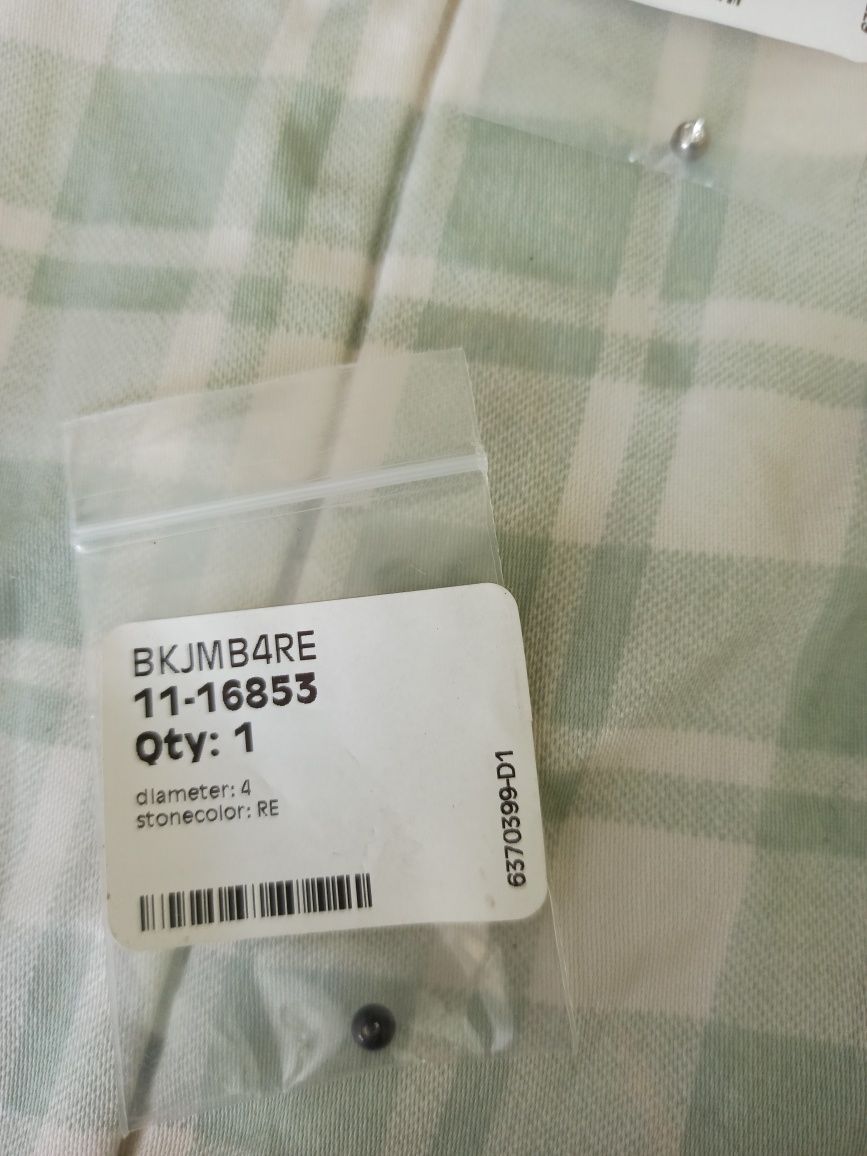 BKJMB4RE
11-16853
Qty: 1
diameter: 4
stonecolor: RE
6370399-D1